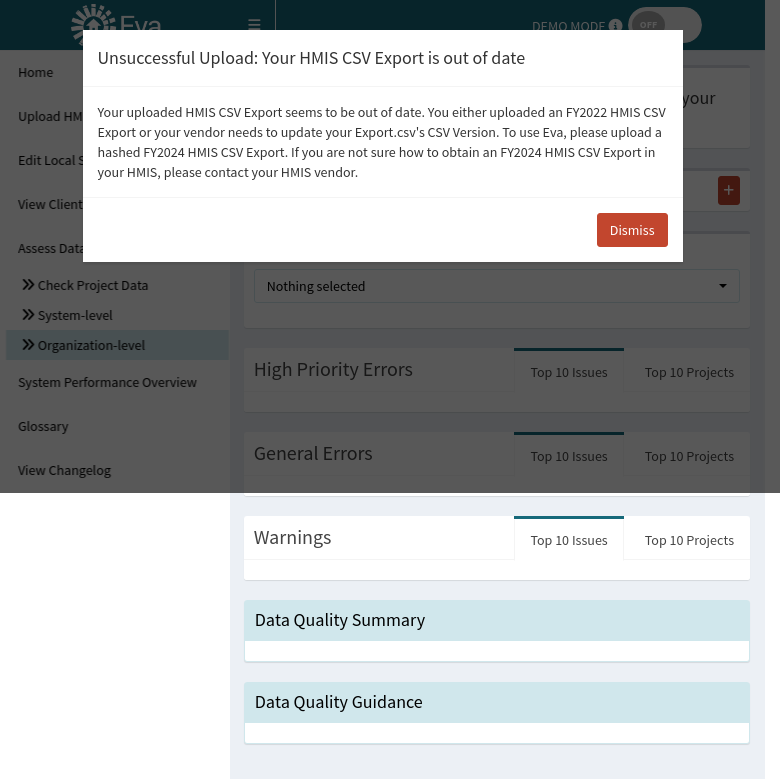 Eva
DEMO MODE
OFF
Unsuccessful Upload: Your HMIS CSV Export is out of date
Your uploaded HMIS CSV Export seems to be out of date. You either uploaded an FY2022 HMIS CSV
Export or your vendor needs to update your Export.csv's CSV Version. To use Eva, please upload a
hashed FY2024 HMIS CSV Export. If you are not sure how to obtain an FY2024 HMIS CSV Export in
your HMIS, please contact your HMIS vendor.
Dismiss
Home
Upload HM
Edit Local S
View Client
Assess Data
Check Project Data
System-level
Organization-level
System Performance Overview
Glossary
View Changelog
your
+
Nothing selected
High Priority Errors
Top 10 Issues
Top 10 Projects
General Errors
Top 10 Issues
Top 10 Projects
Warnings
Top 10 Issues
Top 10 Projects
Data Quality Summary
Data Quality Guidance